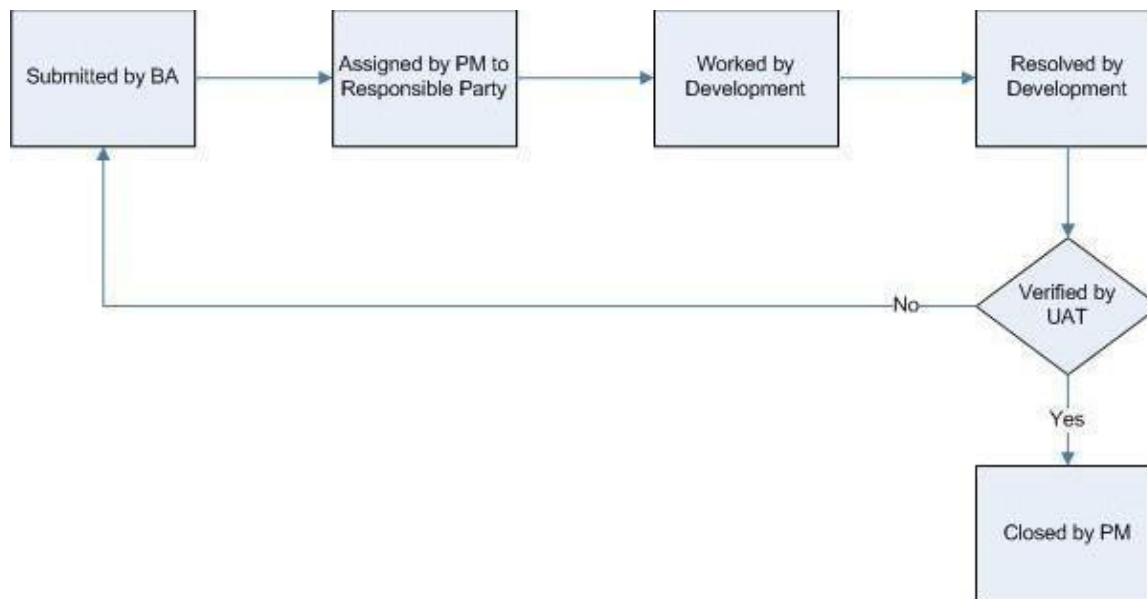 Submitted by BA
Assigned by PM to
Responsible Party
Worked by
Development
Resolved by
Development
Verified by
UAT
No
Yes
Closed by PM